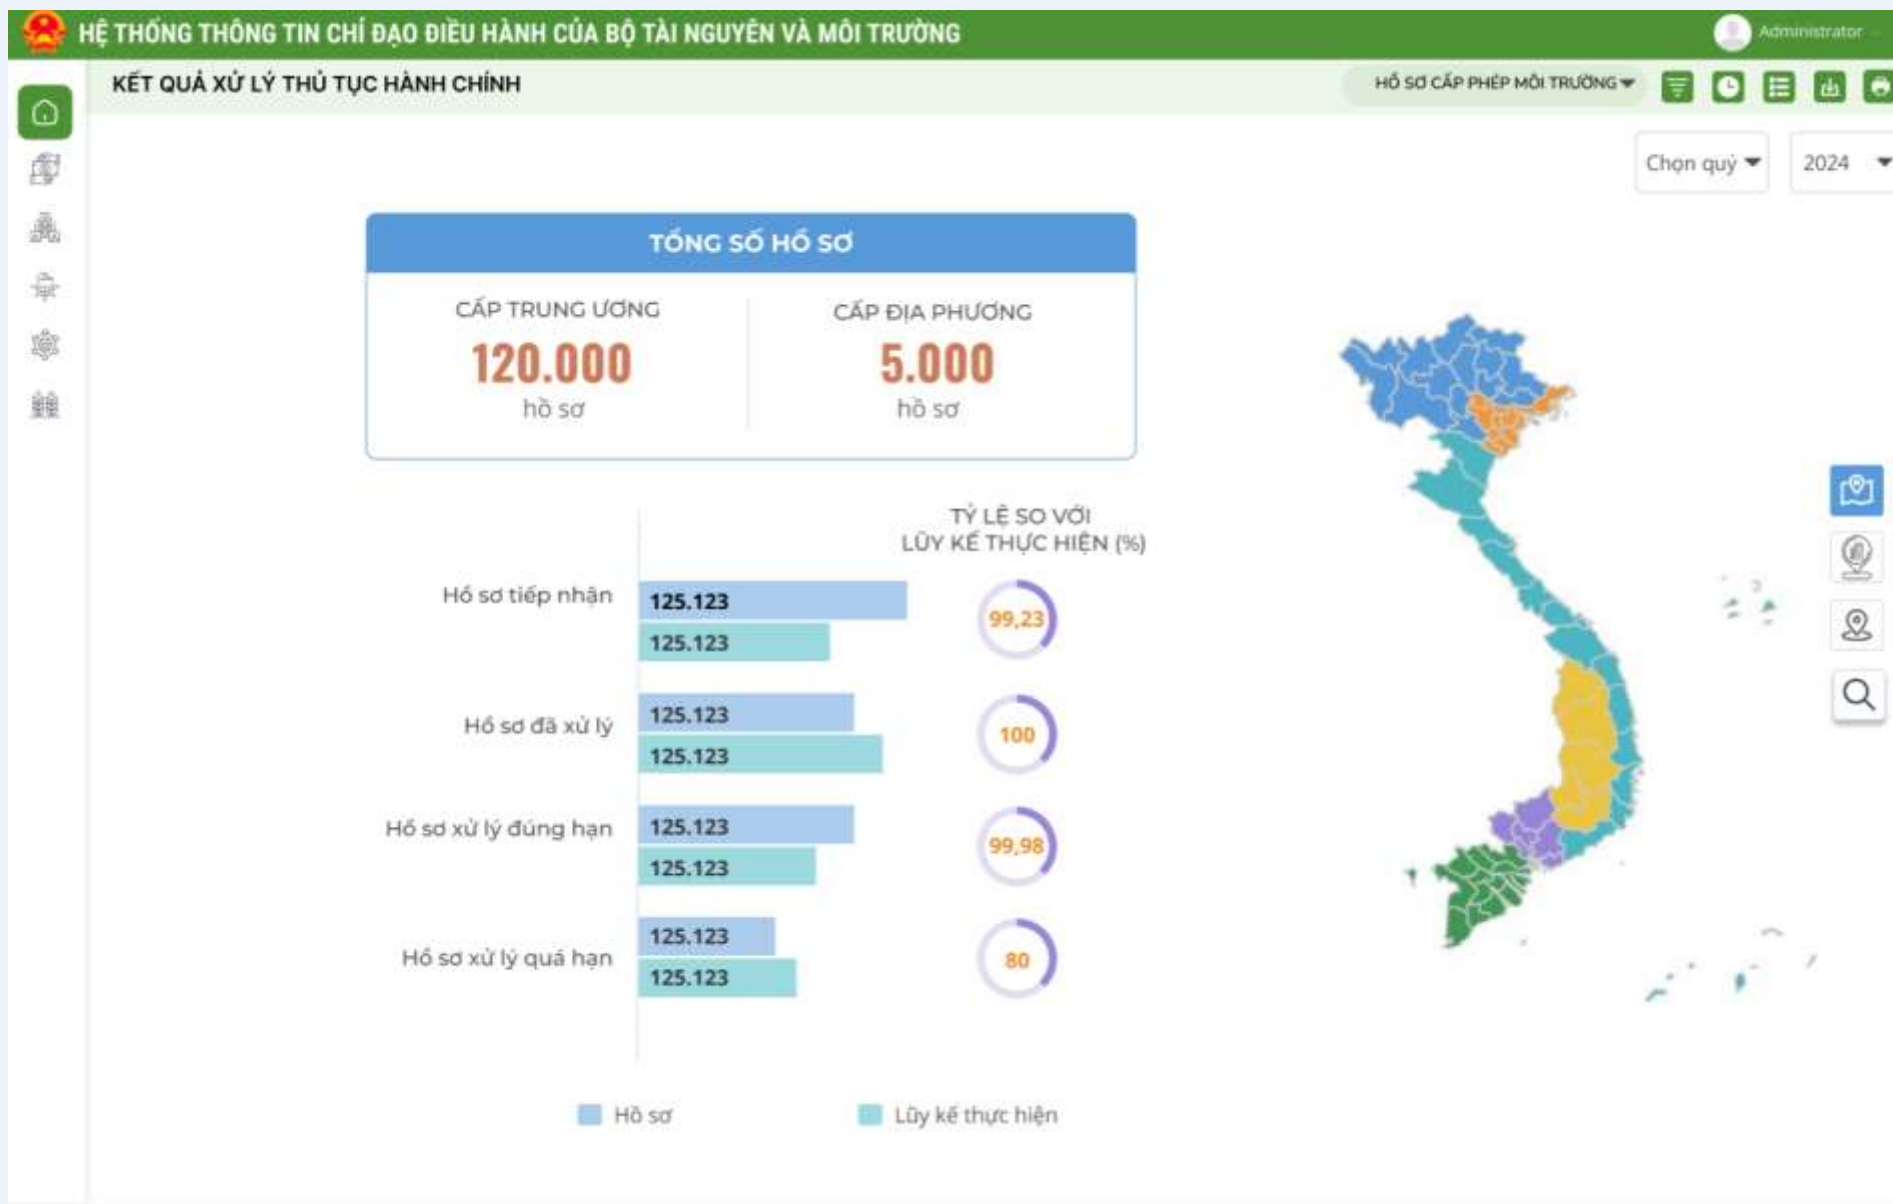 HỆ THỐNG THÔNG TIN CHỈ ĐẠO ĐIỀU HÀNH CỦA BỘ TÀI NGUYÊN VÀ MÔI TRƯỜNG
Administrator
KẾT QUẢ XỬ LÝ THỦ TỤC HÀNH CHÍNH
HỒ SƠ CẤP PHÉP MÔI TRƯỜNG
Chọn quý
2024
TỔNG SỐ HỒ SƠ
CẤP TRUNG ƯƠNG
120.000
hồ sơ
CẤP ĐỊA PHƯƠNG
5.000
hồ sơ
TỶ LỆ SO VỚI
LŨY KẾ THỰC HIỆN (%)
Hồ sơ tiếp nhận
125.123
125.123
99,23
Hồ sơ đã xử lý
125.123
125.123
100
Hồ sơ xử lý đúng hạn
125.123
125.123
99,98
Hồ sơ xử lý quá hạn
125.123
125.123
80
Hồ sơ
Lũy kế thực hiện